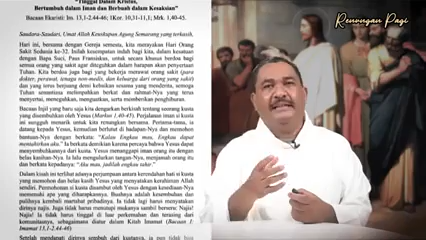 "Tinggal Dalam Kristus,
Bertumbuh dalam Iman dan Berbuah dalam Kesaksian"
Bacaan Ekaristi: Im. 13,1-2.44-46; 1Kor. 10,31-11,1; Mrk. 1,40-45.
Renungan Pagi
Saudara-Saudari, Umat Allah Keuskupan Agung Semarang yang terkasih.
Hari ini, bersama dengan Gereja semesta, kita merayakan Hari Orang
Sakit Sedunia ke-32. Inilah kesempatan indah bagi kita, dalam kesatuan
dengan Bapa Suci, Paus Fransiskus, untuk secara khusus berdoa bagi
semua orang yang sakit agar diteguhkan dalam harapan akan penyertaan
Tuhan. Kita berdoa juga bagi yang bekerja merawat orang sakit (para
dokter, perawat, tenaga non-medis, dan keluarga dari orang yang sakit)
dan yang terus berjuang demi kebaikan sesama yang menderita, semoga
Tuhan senantiasa melimpahkan berkat dan rahmat-Nya yang terus
menyertai, meneguhkan, menguatkan, serta memberikan penghiburan.
Bacaan Injil yang baru saja kita dengarkan berkisah tentang seorang kusta
yang disembuhkan oleh Yesus (Markus 1,40-45). Perjalanan iman si kusta
ini sungguh menarik untuk kita renungkan bersama. Pertama-tama, ia
datang kepada Yesus, kemudian berlutut di hadapan-Nya dan memohon
bantuan-Nya dengan berkata: "Kalau Engkau mau, Engkau dapat
mentahirkan aku." Ia berkata demikian karena percaya bahwa Yesus dapat
menyembuhkannya dari kusta. Yesus menanggapi iman orang itu dengan
belas kasihan-Nya. Ia lalu mengulurkan tangan-Nya, menjamah orang itu
dan berkata kepadanya: "Aku mau, jadilah engkau tahir."
Dalam kisah ini terlihat adanya perjumpaan antara kerendahan hati si kusta
yang memohon dan belas kasih Yesus yang menyatakan kerahiman Allah
sendiri. Permohonan si kusta disambut oleh Yesus dengan kesediaan-Nya
memenuhi apa yang diharapkannya. Buahnya adalah kesembuhan dan
pulihnya kembali martabat pribadinya. Ia tidak lagi harus menyatakan
dirinya najis. Juga tidak harus menutupi mukanya sambil berseru: Najis!
Najis! Ia tidak harus tinggal di luar perkemahan dan terasing dari
komunitasnya, sebagaimana diatur dalam Kitab Imamat (Bacaan I:
Imamat 13,1-2.44-46)